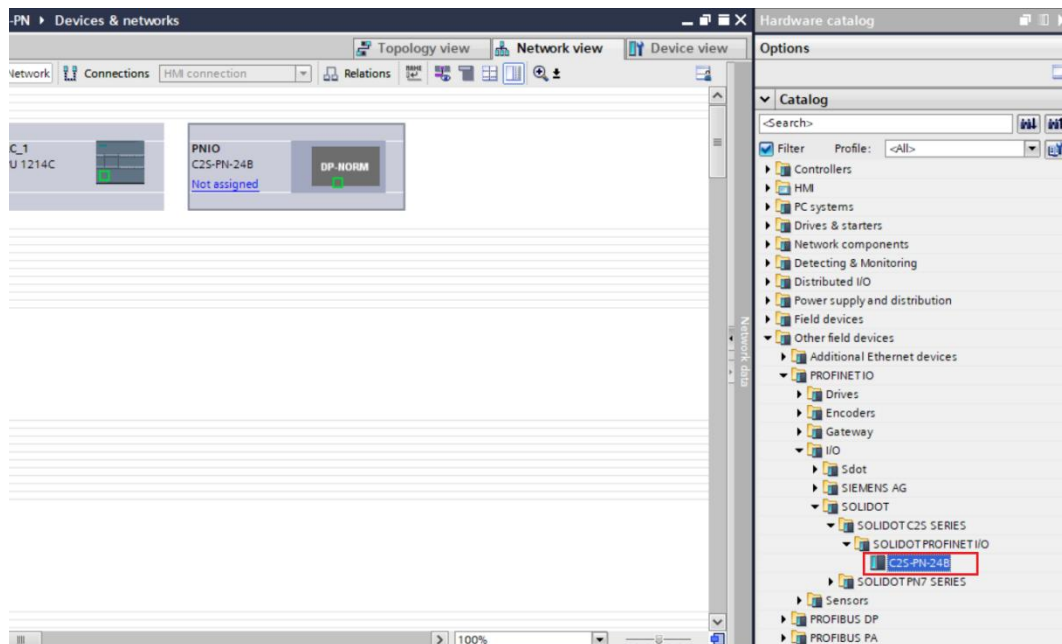 -PN ▸ Devices & networks
Topology view
Network view
Device view
Network
Connections
HMI connection
Relations
C_1
U 1214C
PNIO
C2S-PN-24B
Not assigned
DP-NORM
100%
Network data
Hardware catalog
Options
Catalog
<Search>
Filter
Profile:
<All>
Controllers
HMI
PC systems
Drives & starters
Network components
Detecting & Monitoring
Distributed I/O
Power supply and distribution
Field devices
Other field devices
Additional Ethernet devices
PROFINET IO
Drives
Encoders
Gateway
I/O
Sdot
SIEMENS AG
SOLIDOT
SOLIDOT C2S SERIES
SOLIDOT PROFINET I/O
C2S-PN-24B
SOLIDOT PN7 SERIES
Sensors
PROFIBUS DP
PROFIBUS PA